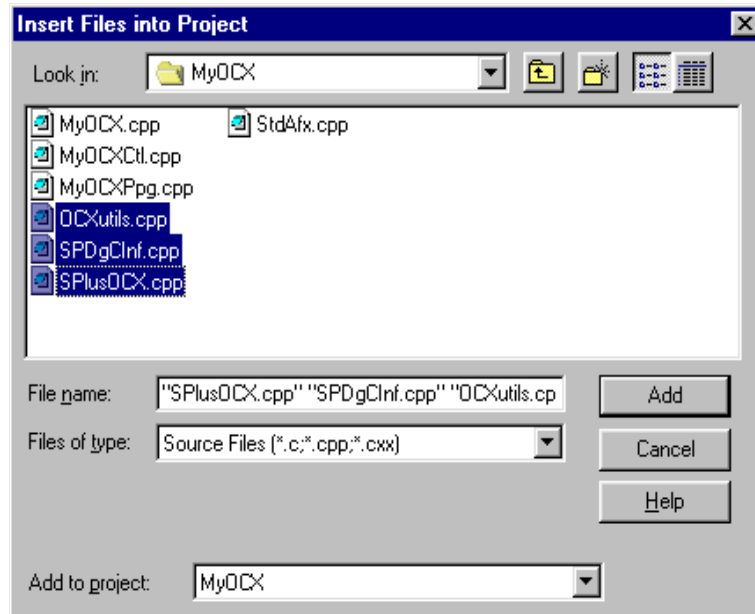 Insert Files into Project
Look in: MyOCX
MyOCX.cpp StdAfx.cpp
MyOCXCtl.cpp
MyOCXPpg.cpp
OCXutils.cpp
SPDgCInf.cpp
SPlusOCX.cpp
File name: "SPlusOCX.cpp" "SPDgCInf.cpp" "OCXutils.cp Add
Files of type: Source Files (*.c;*.cpp;*.cxx) Cancel
Help
Add to project: MyOCX